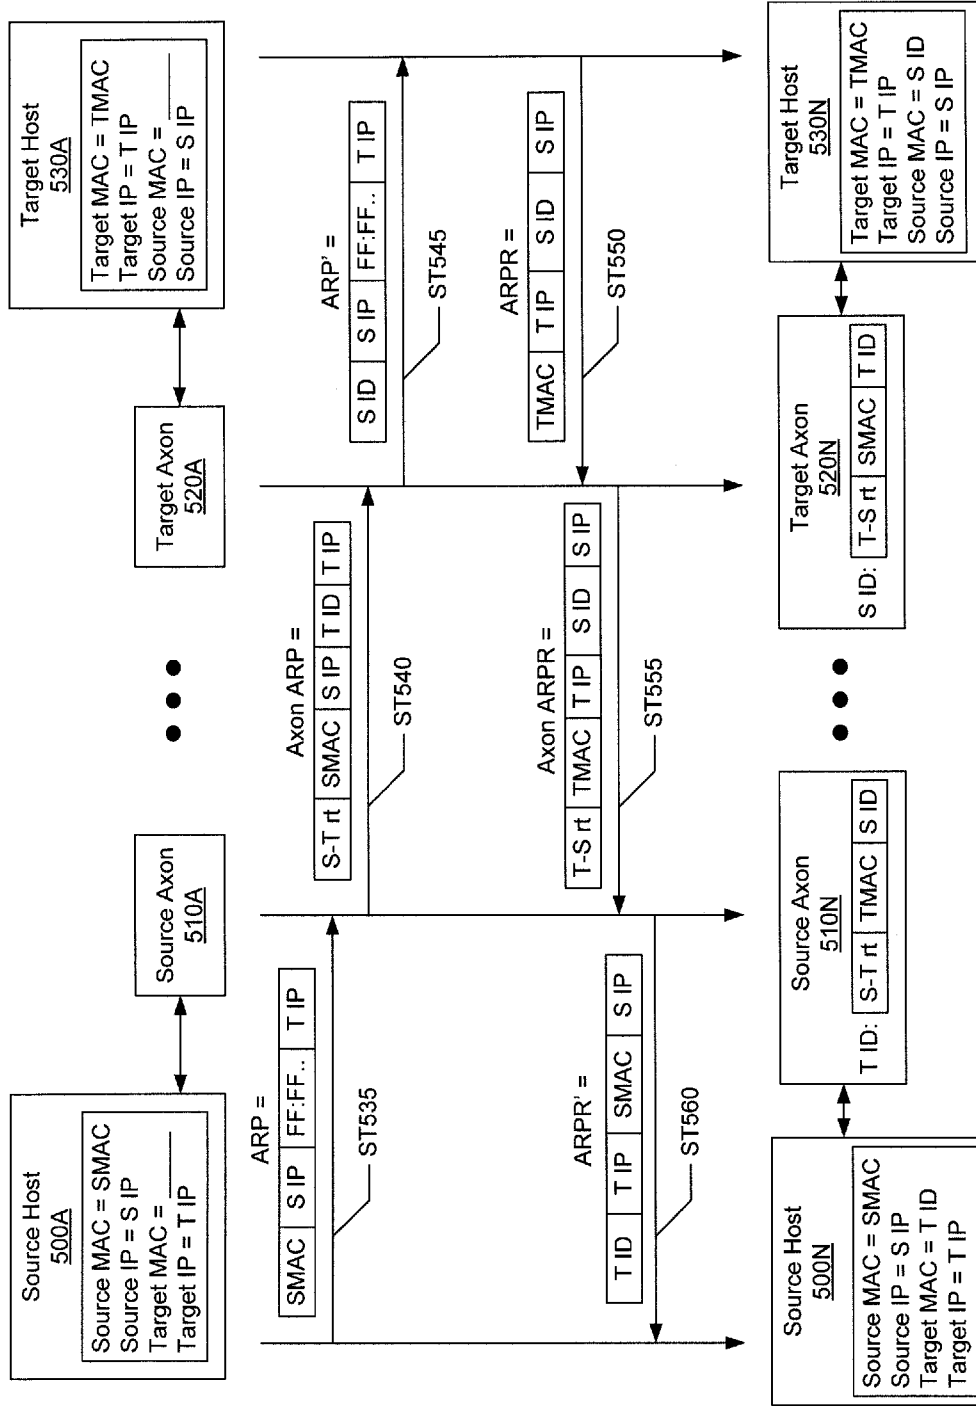 Source Host
500A
Source MAC = SMAC
Source IP = S IP
Target MAC = ____
Target IP = T IP
Source Axon
510A
Target Axon
520A
Target Host
530A
Target MAC = TMAC
Target IP = T IP
Source MAC = ____
Source IP = S IP
ARP =
SMAC S IP FF:FF.. T IP
ST535
Axon ARP =
S-T rt SMAC S IP T ID T IP
ST540
ARP' =
S ID S IP FF:FF.. T IP
ST545
ARPR =
TMAC T IP S ID S IP
ST550
Axon ARPR =
T-S rt TMAC T IP S ID S IP
ST555
ARPR' =
T ID T IP SMAC S IP
ST560
Source Host
500N
Source MAC = SMAC
Source IP = S IP
Target MAC = T ID
Target IP = T IP
Source Axon
510N
T ID: S-T rt TMAC S ID
Target Axon
520N
S ID: T-S rt SMAC T ID
Target Host
530N
Target MAC = TMAC
Target IP = T IP
Source MAC = S ID
Source IP = S IP